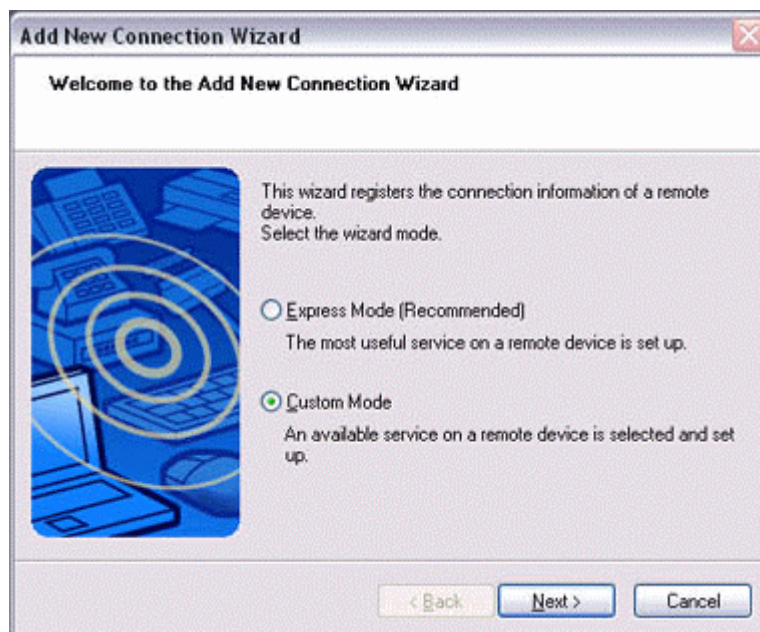 Add New Connection Wizard
Welcome to the Add New Connection Wizard
This wizard registers the connection information of a remote
device.
Select the wizard mode.
Express Mode (Recommended)
The most useful service on a remote device is set up.
Custom Mode
An available service on a remote device is selected and set
up.
< Back
Next >
Cancel